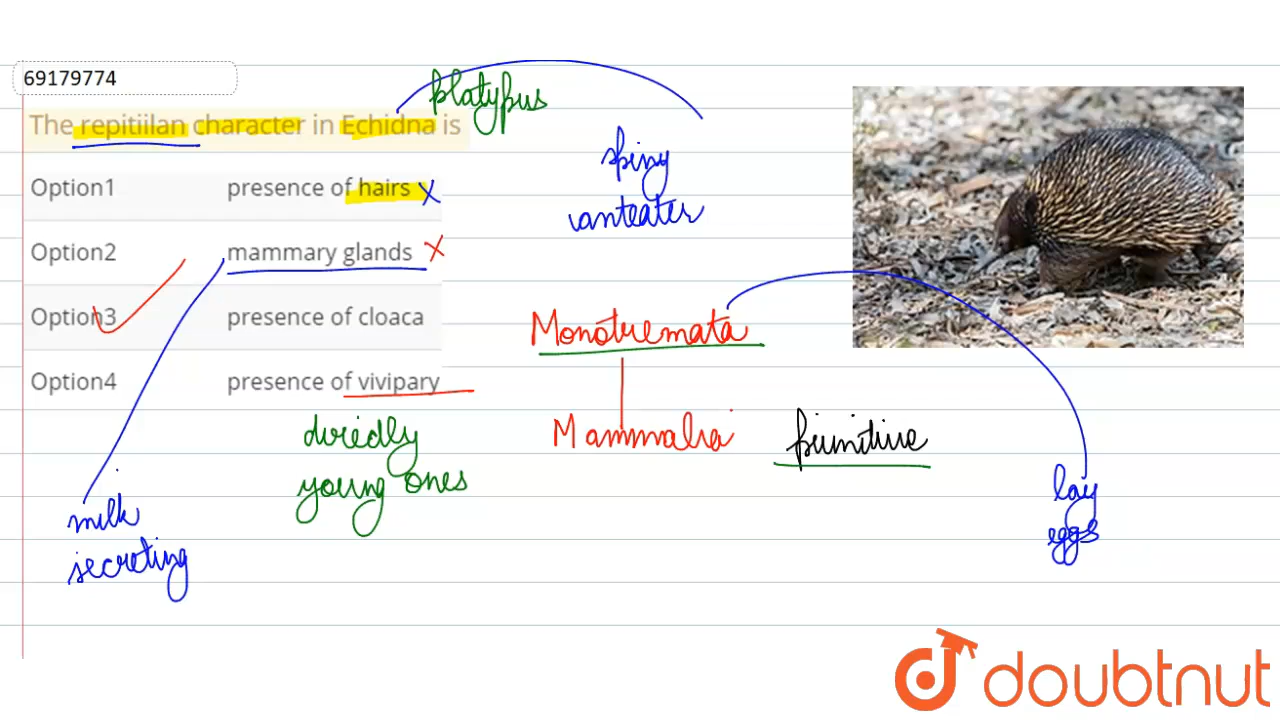 69179774
The repitiilan character in Echidna is
Option1 presence of hairs X
Option2 mammary glands X
Option3 presence of cloaca
Option4 presence of vivipary
platypus
spiny
anteater
Monotremata
Mammalia primitive
directly
young ones
lay
eggs
milk
secreting
doubtnut